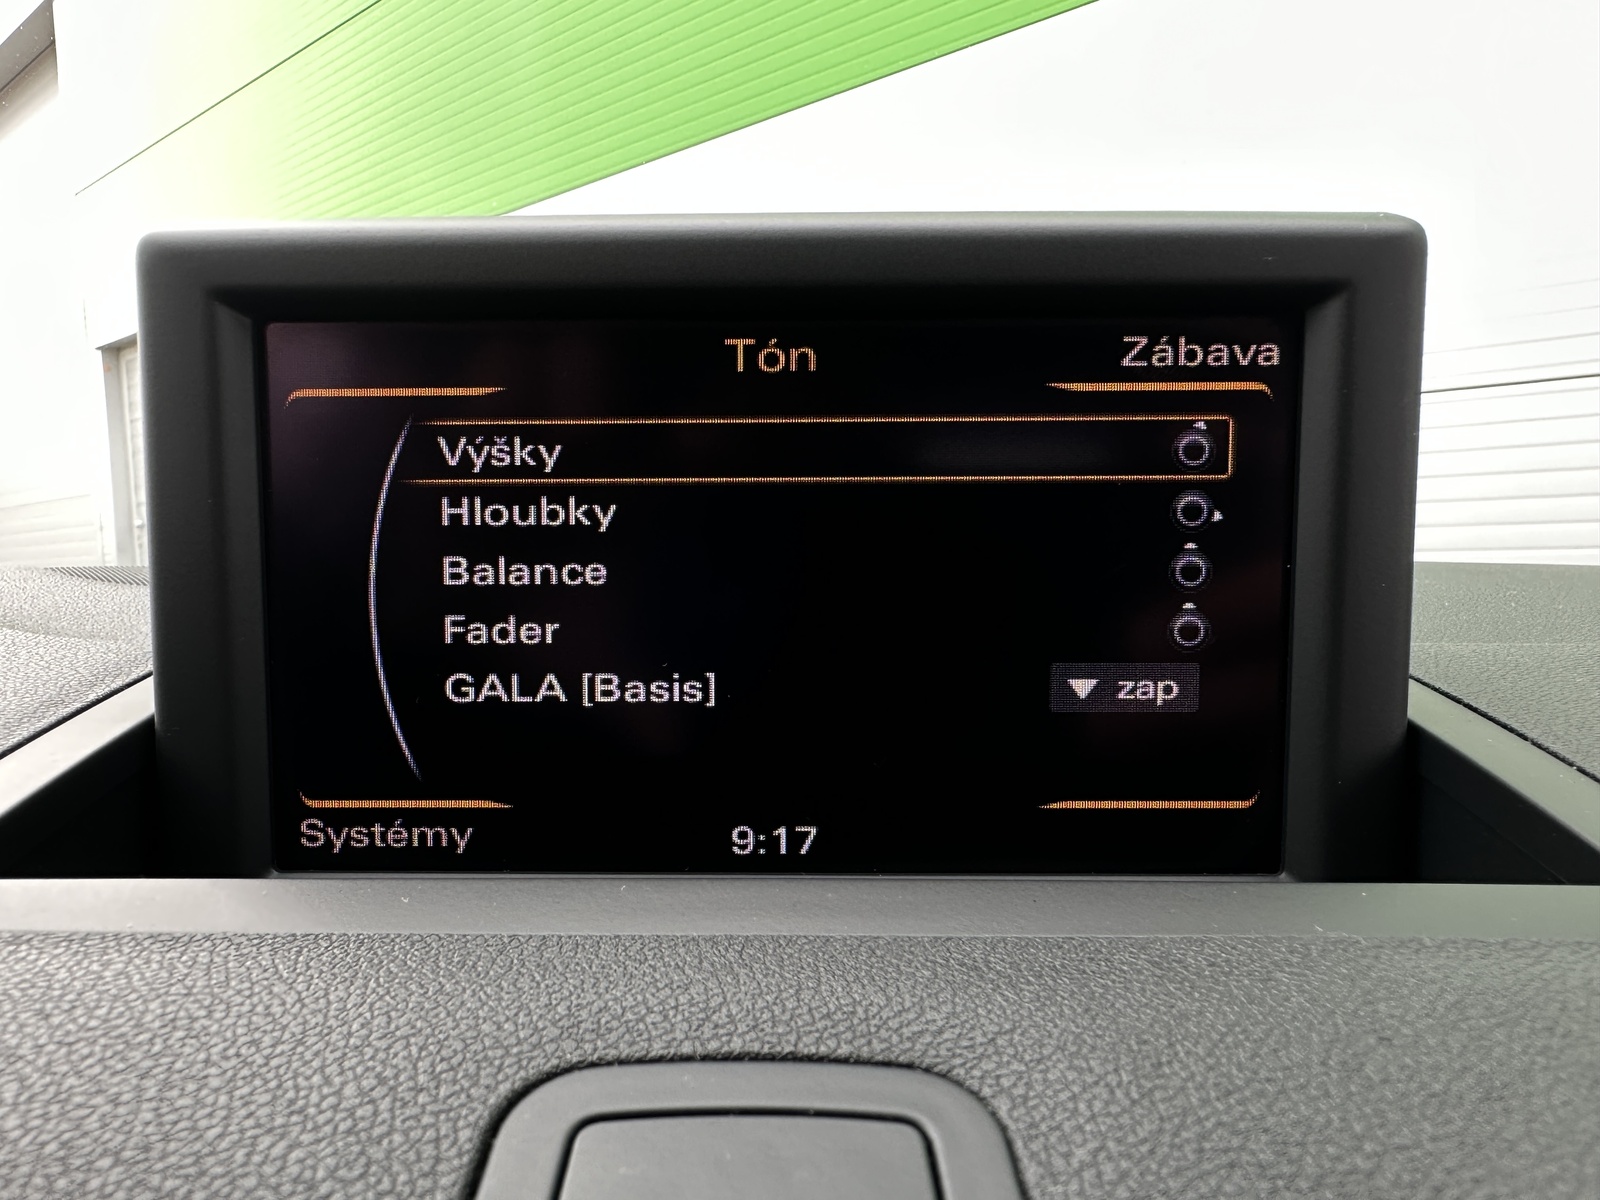 Tón
Zábava
Výšky
Hloubky
Balance
Fader
GALA [Basis]
zap
Systémy
9:17